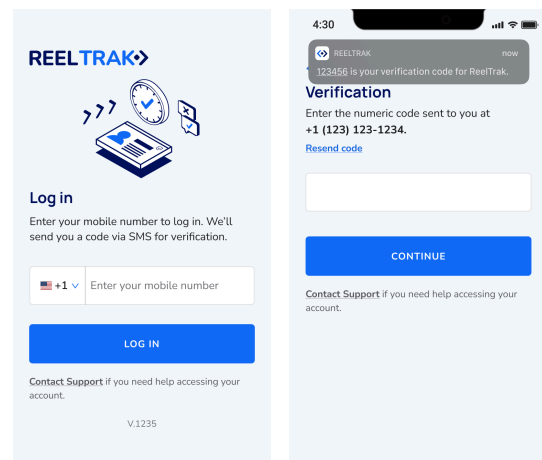 REELTRAK
Log in
Enter your mobile number to log in. We'll
send you a code via SMS for verification.
+1
Enter your mobile number
LOG IN
Contact Support if you need help accessing your
account.
V.1235
4:30
REELTRAK
now
123456 is your verification code for ReelTrak.
Verification
Enter the numeric code sent to you at
+1 (123) 123-1234.
Resend code
CONTINUE
Contact Support if you need help accessing your
account.